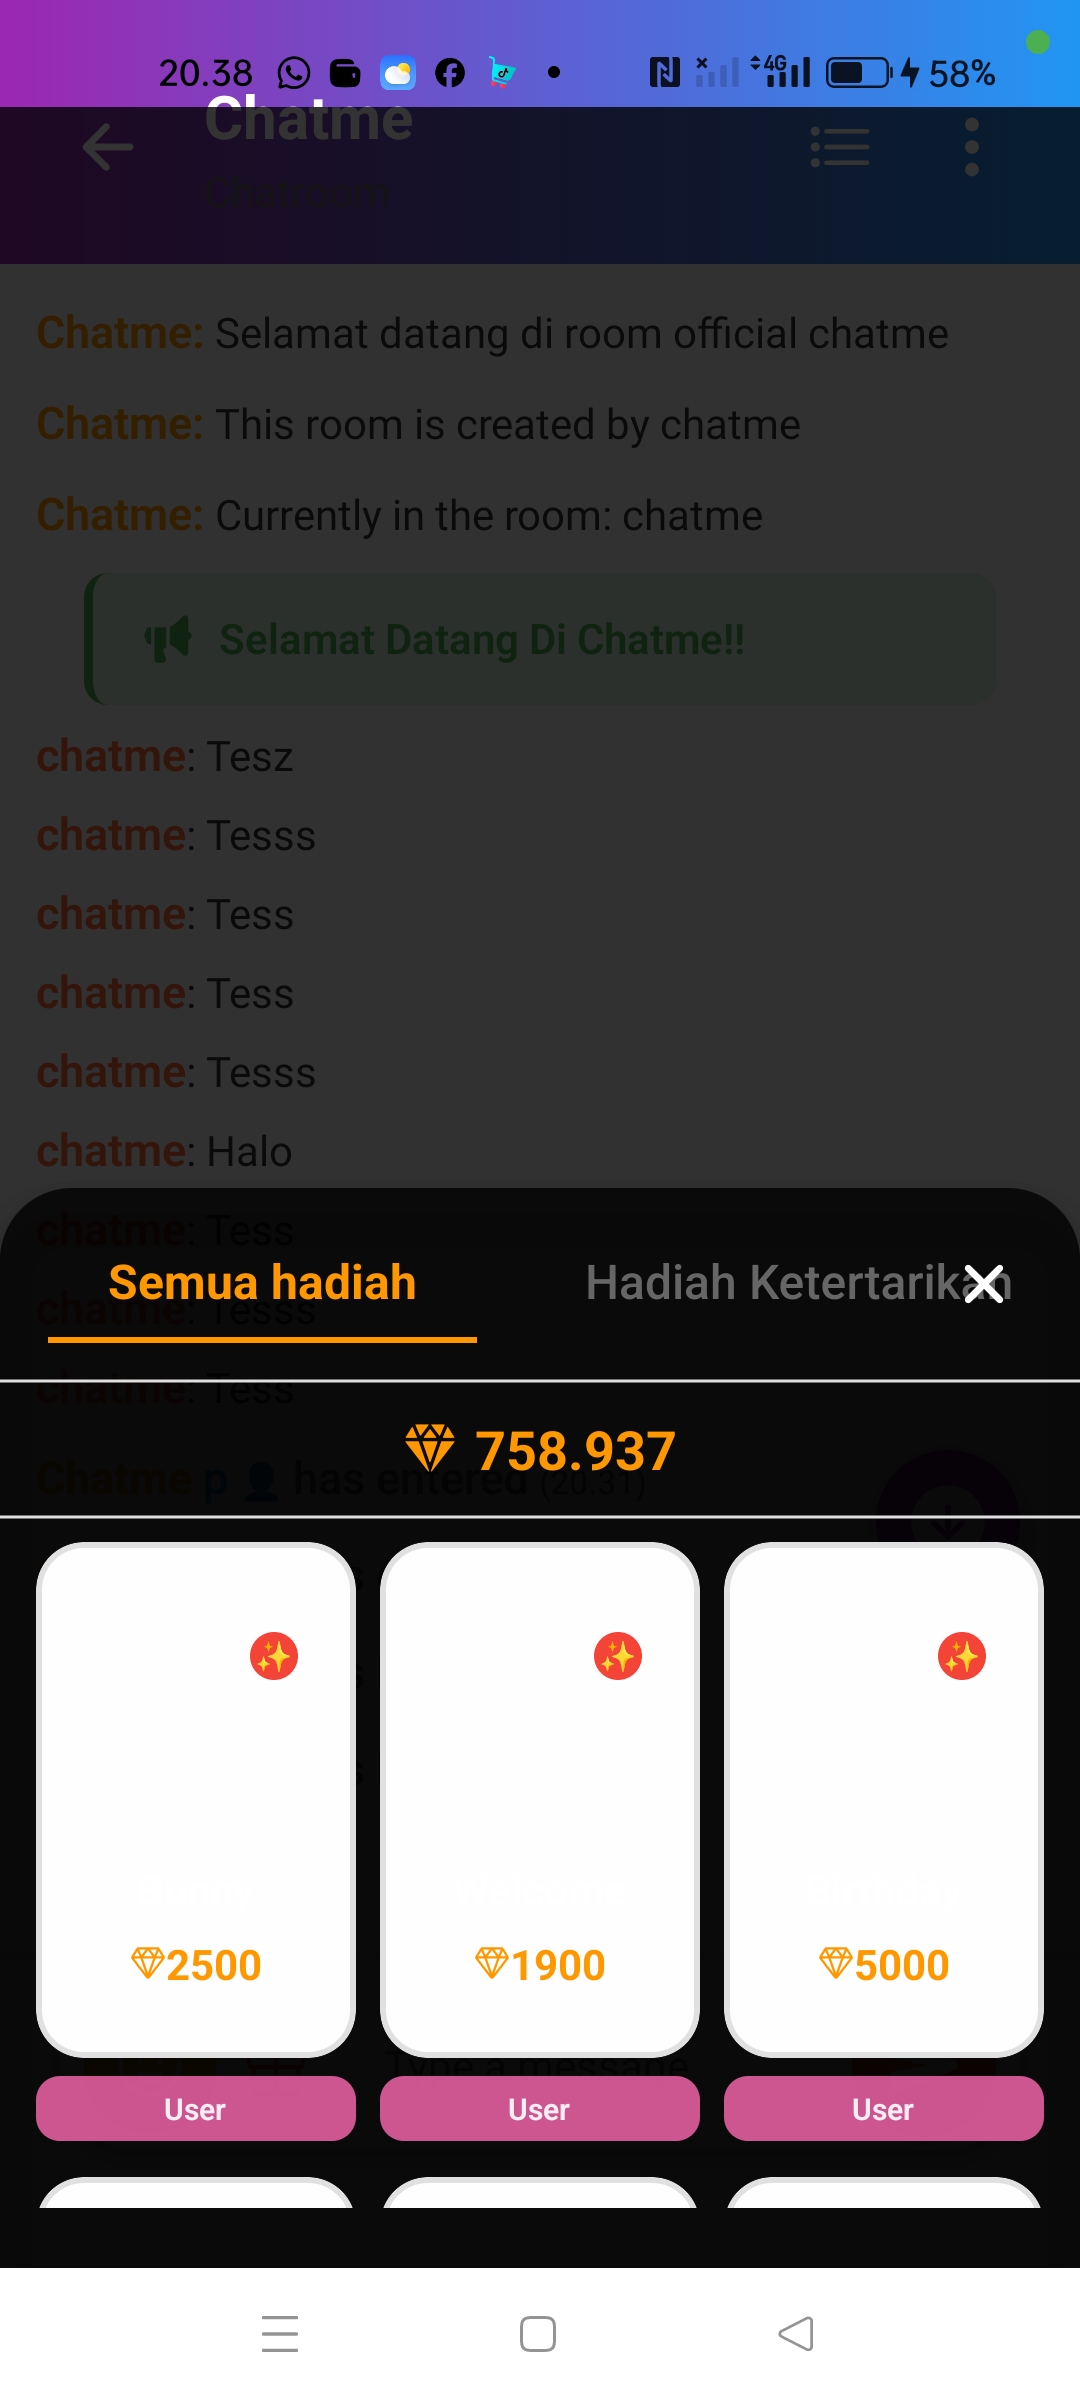 20.38 4G 58%
Chatme
Chatroom
Chatme: Selamat datang di room official chatme
Chatme: This room is created by chatme
Chatme: Currently in the room: chatme
Selamat Datang Di Chatme!!
chatme: Tesz
chatme: Tesss
chatme: Tess
chatme: Tess
chatme: Tesss
chatme: Halo
chatme: Tess
Semua hadiah Hadiah Ketertarikan
chatme: Tesss
chatme: Tess
758.937
Chatme p has entered (20.31)
2500 1900 5000
Type a message
User User User